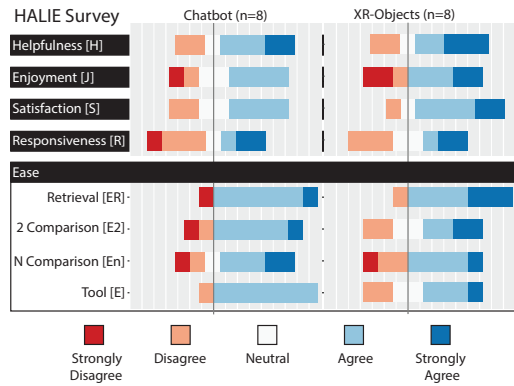 HALIE Survey
Chatbot (n=8)
XR-Objects (n=8)
Helpfulness [H]
Enjoyment [J]
Satisfaction [S]
Responsiveness [R]
Ease
Retrieval [ER]
2 Comparison [E2]
N Comparison [En]
Tool [E]
Strongly
Disagree
Disagree
Neutral
Agree
Strongly
Agree